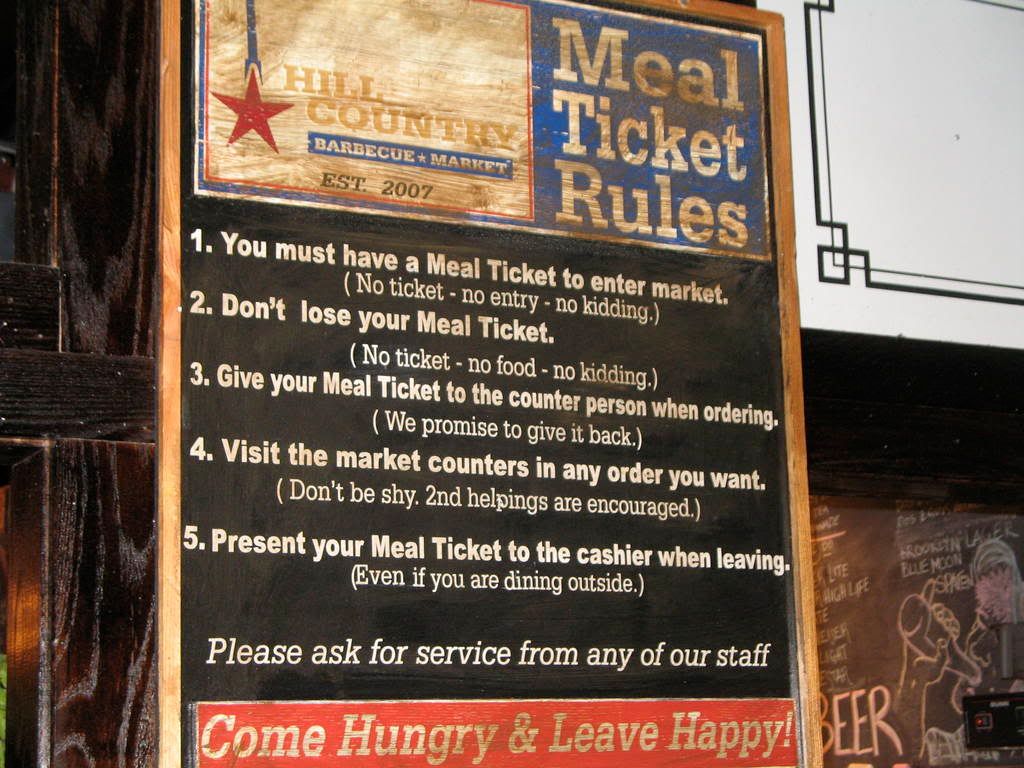 HILL
COUNTRY
BARBECUE ★ MARKET
EST. 2007
Meal
Ticket
Rules
1. You must have a Meal Ticket to enter market.
( No ticket - no entry - no kidding.)
2. Don't lose your Meal Ticket.
( No ticket - no food - no kidding.)
3. Give your Meal Ticket to the counter person when ordering.
( We promise to give it back.)
4. Visit the market counters in any order you want.
( Don't be shy. 2nd helpings are encouraged.)
5. Present your Meal Ticket to the cashier when leaving.
(Even if you are dining outside.)
Please ask for service from any of our staff
Come Hungry & Leave Happy!
BROOKLYN LAGER
BLUE MOON
LITE
HIGH LIFE
BEER